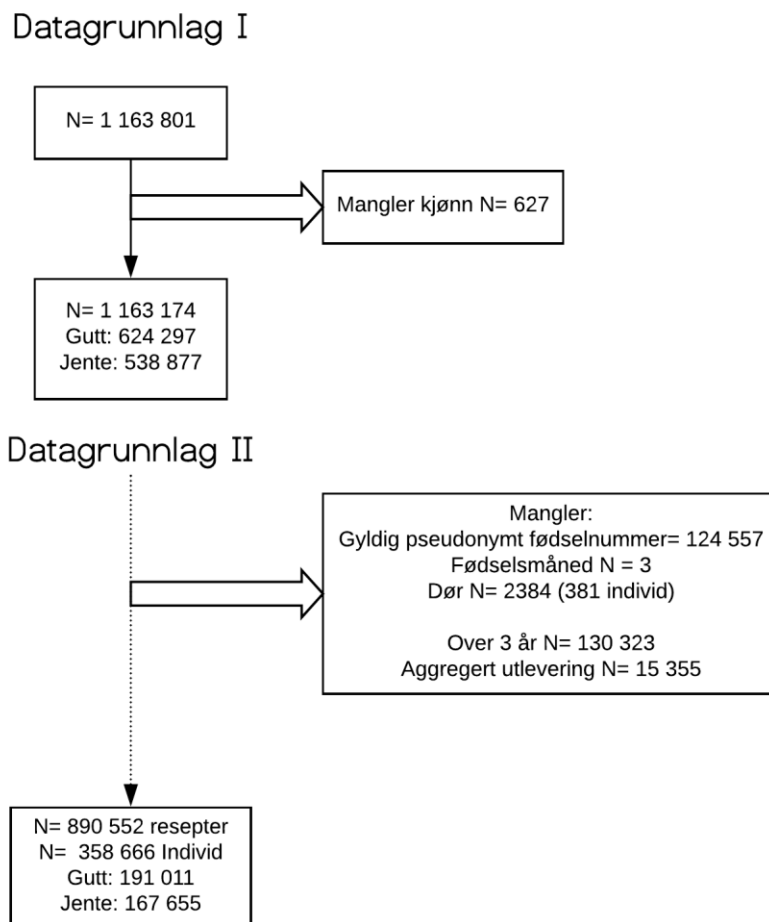 Datagrunnlag I
N= 1 163 801
Mangler kjønn N= 627
N= 1 163 174
Gutt: 624 297
Jente: 538 877
Datagrunnlag II
Mangler:
Gyldig pseudonymt fødselnummer= 124 557
Fødselsmåned N = 3
Dør N= 2384 (381 individ)
Over 3 år N= 130 323
Aggregert utlevering N= 15 355
N= 890 552 resepter
N= 358 666 Individ
Gutt: 191 011
Jente: 167 655